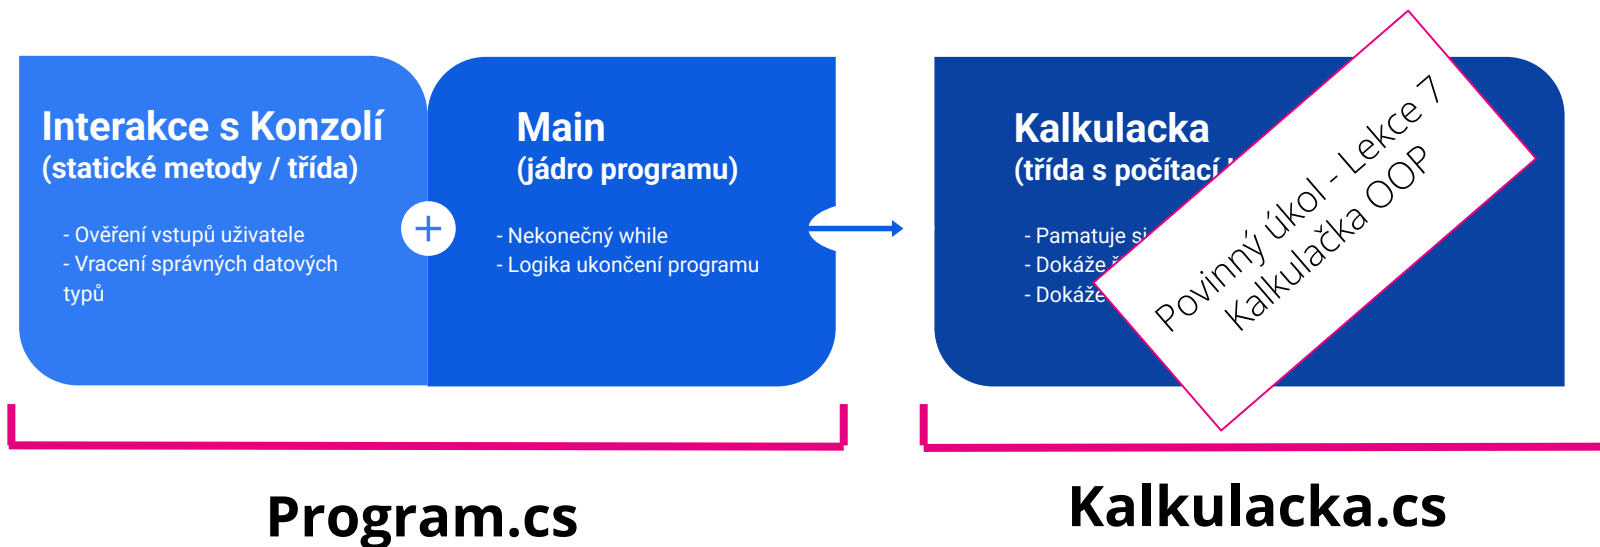 Interakce s Konzolí
(statické metody / třída)
- Ověření vstupů uživatele
- Vracení správných datových
typů
Main
(jádro programu)
- Nekonečný while
- Logika ukončení programu
Kalkulacka
(třída s počítací
- Pamatuje si
- Dokáže
- Dokáže
Povinný úkol - Lekce 7
Kalkulačka OOP
Program.cs
Kalkulacka.cs